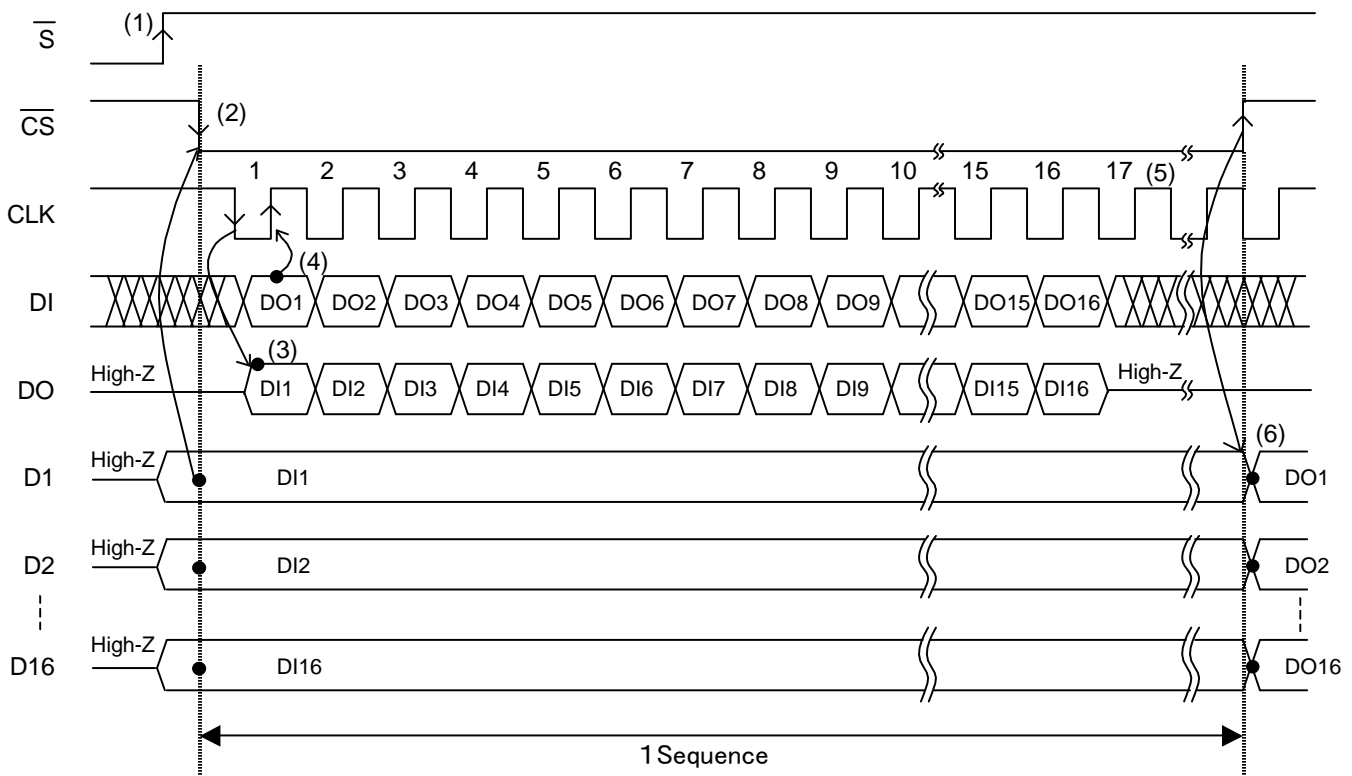 S (1)
CS (2)
1 2 3 4 5 6 7 8 9 10 15 16 17 (5)
CLK
(4)
DI DO1 DO2 DO3 DO4 DO5 DO6 DO7 DO8 DO9 DO15 DO16
(3)
DO High-Z DI1 DI2 DI3 DI4 DI5 DI6 DI7 DI8 DI9 DI15 DI16 High-Z
(6)
D1 High-Z DI1 DO1
D2 High-Z DI2 DO2
D16 High-Z DI16 DO16
1 Sequence